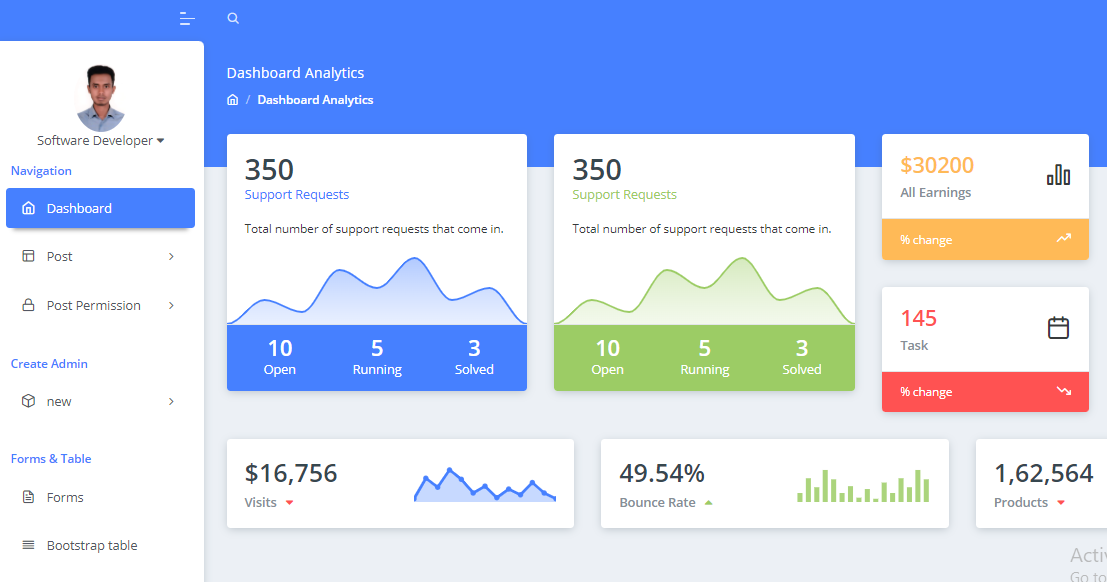 Dashboard Analytics
/ Dashboard Analytics
Software Developer
Navigation
Dashboard
Post
Post Permission
Create Admin
new
Forms & Table
Forms
Bootstrap table
350
Support Requests
Total number of support requests that come in.
10 5 3
Open Running Solved
350
Support Requests
Total number of support requests that come in.
10 5 3
Open Running Solved
$30200
All Earnings
% change
145
Task
% change
$16,756
Visits
49.54%
Bounce Rate
1,62,564
Products
Go to